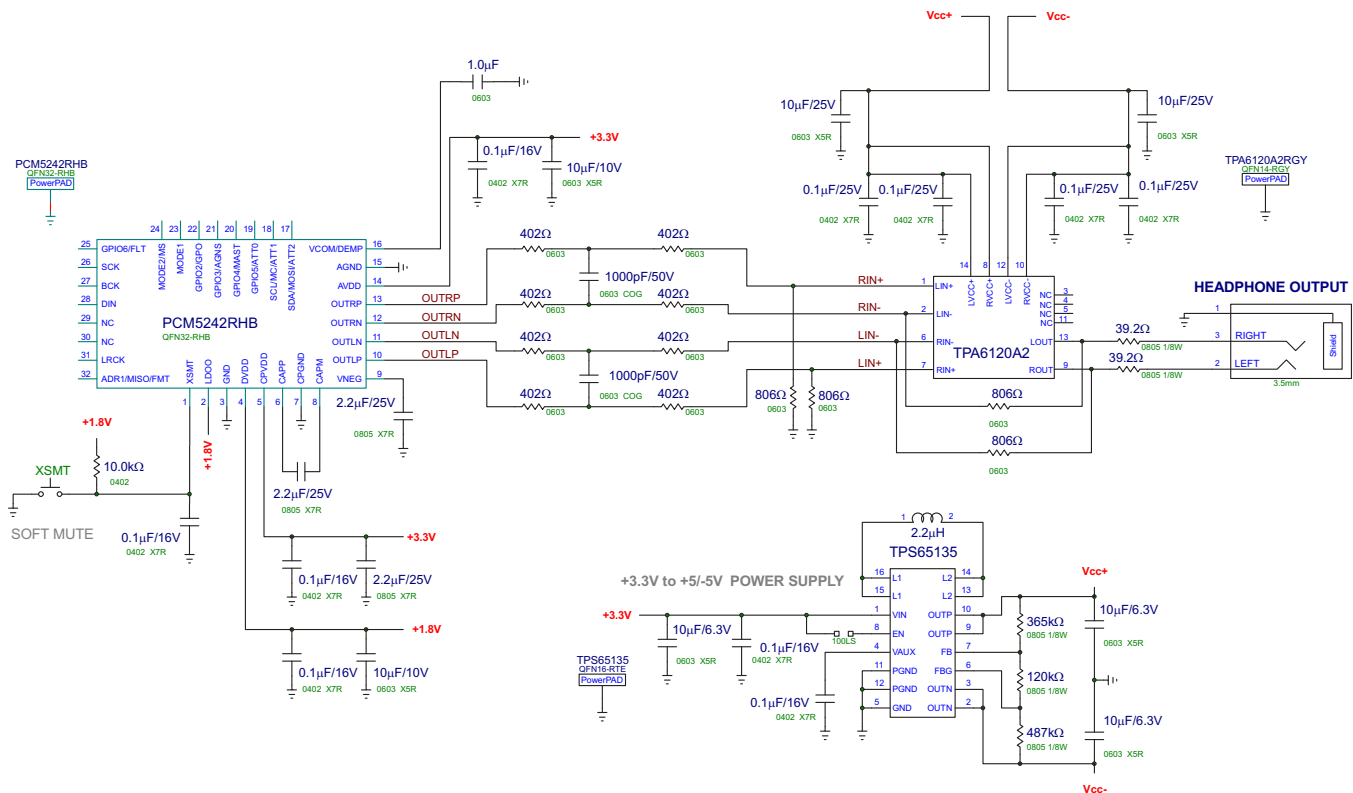 Vcc+
Vcc-
1.0µF
0603
10µF/25V
0603 X5R
10µF/25V
0603 X5R
+3.3V
0.1µF/16V
0402 X7R
10µF/10V
0603 X5R
PCM5242RHB
QFN32-RHB
PowerPAD
TPA6120A2RGY
QFN14-RGY
PowerPAD
0.1µF/25V
0402 X7R
0.1µF/25V
0402 X7R
0.1µF/25V
0402 X7R
0.1µF/25V
0402 X7R
24
23
22
21
20
19
18
17
MODE2/MS
MODE1
GPIO2/GPO
GPIO3/AGNS
GPIO4/MAST
GPIO5/ATT0
SCL/MC/ATT1
SDA/MOSI/ATT2
25 GPIO6/FLT
26 SCK
27 BCK
28 DIN
29 NC
30 NC
31 LRCK
32 ADR1/MISO/FMT
PCM5242RHB
QFN32-RHB
VCOM/DEMP 16
AGND 15
AVDD 14
OUTRP 13
OUTRN 12
OUTLN 11
OUTLP 10
VNEG 9
XSMT
LDOO
GND
DVDD
CPVDD
CAPP
CPGND
CAPM
1
2
3
4
5
6
7
8
OUTRP
OUTRN
OUTLN
OUTLP
402Ω
0603
402Ω
0603
1000pF/50V
0603 COG
402Ω
0603
402Ω
0603
402Ω
0603
402Ω
0603
1000pF/50V
0603 COG
402Ω
0603
402Ω
0603
RIN+
RIN-
LIN-
LIN+
806Ω
0603
806Ω
0603
14
8
12
10
LVCC+
RVCC+
LVCC-
RVCC-
1 LIN+
2 LIN-
6 RIN-
7 RIN+
NC 3
NC 4
NC 5
NC 11
LOUT 13
ROUT 9
TPA6120A2
39.2Ω
0805 1/8W
39.2Ω
0805 1/8W
806Ω
0603
806Ω
0603
HEADPHONE OUTPUT
1
3 RIGHT
2 LEFT
Shield
3.5mm
2.2µF/25V
0805 X7R
+1.8V
+1.8V
10.0kΩ
0402
XSMT
SOFT MUTE
0.1µF/16V
0402 X7R
2.2µF/25V
0805 X7R
+3.3V
0.1µF/16V
0402 X7R
2.2µF/25V
0805 X7R
+1.8V
0.1µF/16V
0402 X7R
10µF/10V
0603 X5R
+3.3V to +5/-5V POWER SUPPLY
+3.3V
10µF/6.3V
0603 X5R
0.1µF/16V
0402 X7R
100LS
TPS65135
QFN16-RTE
PowerPAD
0.1µF/16V
0402 X7R
1
2
2.2µH
TPS65135
16 L1
15 L1
1 VIN
8 EN
4 VAUX
11 PGND
12 PGND
5 GND
L2 14
L2 13
OUTP 10
OUTP 9
FB 7
FBG 6
OUTN 3
OUTN 2
Vcc+
365kΩ
0805 1/8W
120kΩ
0805 1/8W
487kΩ
0805 1/8W
10µF/6.3V
0603 X5R
10µF/6.3V
0603 X5R
Vcc-